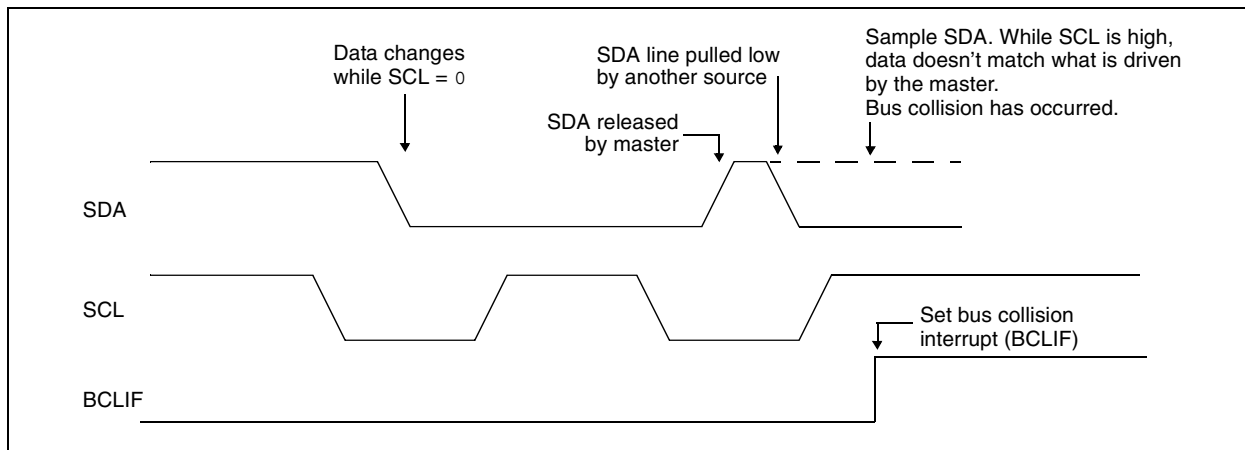 Data changes
while SCL = 0
SDA line pulled low
by another source
SDA released
by master
Sample SDA. While SCL is high,
data doesn't match what is driven
by the master.
Bus collision has occurred.
SDA
SCL
Set bus collision
interrupt (BCLIF)
BCLIF